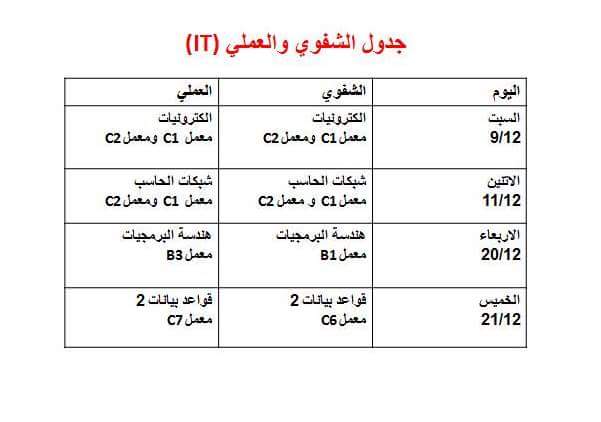 جدول الشفوي والعملي (IT)
اليوم الشفوي العملي
السبت الكترونيات الكترونيات
9/12 معمل C1 ومعمل C2 معمل C1 ومعمل C2
الاتنين شبكات الحاسب شبكات الحاسب
11/12 معمل C1 و معمل C2 معمل C1 ومعمل C2
الاربعاء هندسة البرمجيات هندسة البرمجيات
20/12 معمل B1 معمل B3
الخميس قواعد بيانات 2 قواعد بيانات 2
21/12 معمل C6 معمل C7